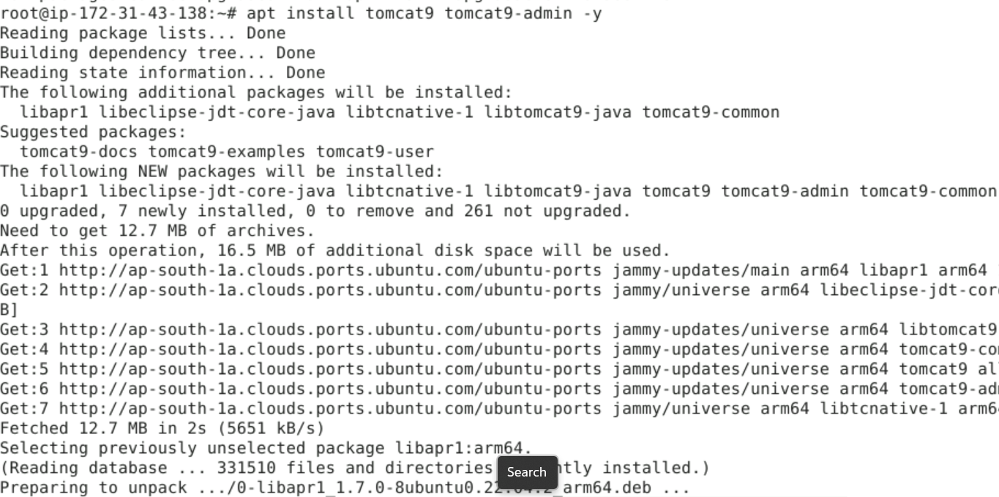 root@ip-172-31-43-138:~# apt install tomcat9 tomcat9-admin -y
Reading package lists... Done
Building dependency tree... Done
Reading state information... Done
The following additional packages will be installed:
  libapr1 libeclipse-jdt-core-java libtcnative-1 libtomcat9-java tomcat9-common
Suggested packages:
  tomcat9-docs tomcat9-examples tomcat9-user
The following NEW packages will be installed:
  libapr1 libeclipse-jdt-core-java libtcnative-1 libtomcat9-java tomcat9 tomcat9-admin tomcat9-common
0 upgraded, 7 newly installed, 0 to remove and 261 not upgraded.
Need to get 12.7 MB of archives.
After this operation, 16.5 MB of additional disk space will be used.
Get:1 http://ap-south-1a.clouds.ports.ubuntu.com/ubuntu-ports jammy-updates/main arm64 libapr1 arm64
Get:2 http://ap-south-1a.clouds.ports.ubuntu.com/ubuntu-ports jammy/universe arm64 libeclipse-jdt-cor
B]
Get:3 http://ap-south-1a.clouds.ports.ubuntu.com/ubuntu-ports jammy-updates/universe arm64 libtomcat9
Get:4 http://ap-south-1a.clouds.ports.ubuntu.com/ubuntu-ports jammy-updates/universe arm64 tomcat9-co
Get:5 http://ap-south-1a.clouds.ports.ubuntu.com/ubuntu-ports jammy-updates/universe arm64 tomcat9 al
Get:6 http://ap-south-1a.clouds.ports.ubuntu.com/ubuntu-ports jammy-updates/universe arm64 tomcat9-ad
Get:7 http://ap-south-1a.clouds.ports.ubuntu.com/ubuntu-ports jammy/universe arm64 libtcnative-1 arm6
Fetched 12.7 MB in 2s (5651 kB/s)
Selecting previously unselected package libapr1:arm64.
(Reading database ... 331510 files and directories ntly installed.)
Search
Preparing to unpack .../0-libapr1_1.7.0-8ubuntu0.22.04.2_arm64.deb ...